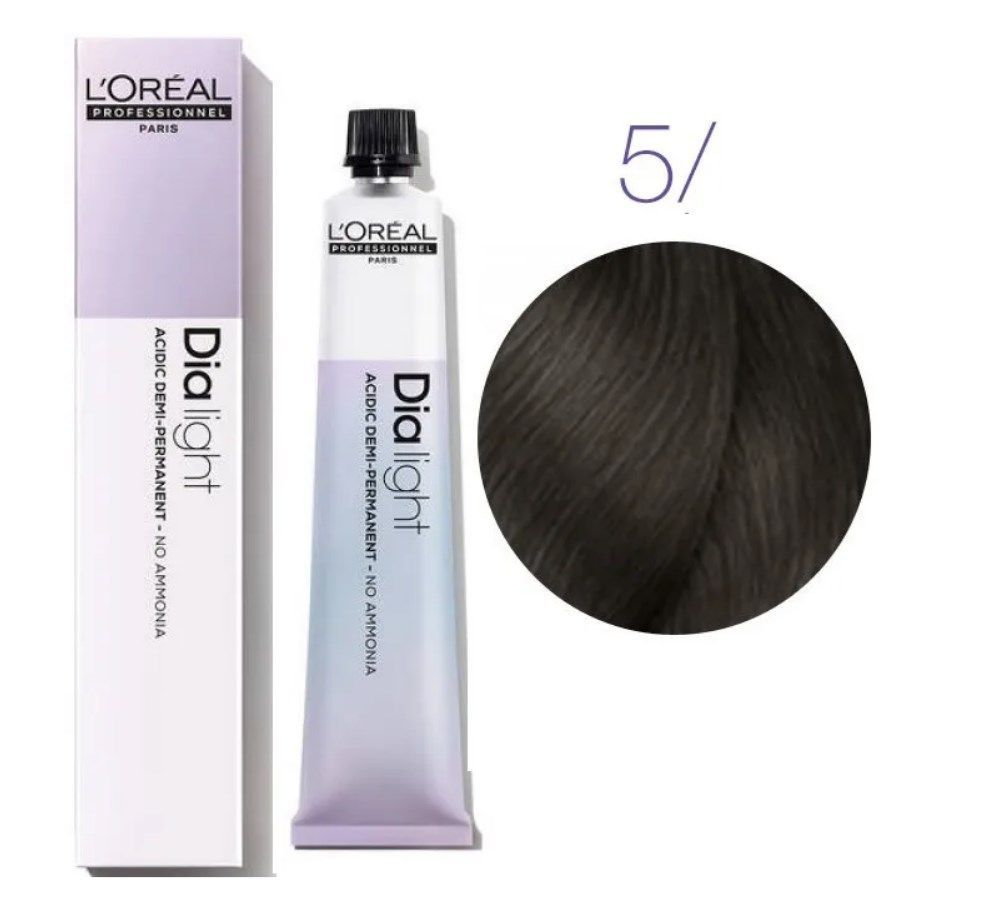 L'ORÉAL
PROFESSIONNEL
PARIS
Dia light
ACIDIC DEMI-PERMANENT - NO AMMONIA
L'ORÉAL
PROFESSIONNEL
PARIS
Dia light
ACIDIC DEMI-PERMANENT - NO AMMONIA
5/